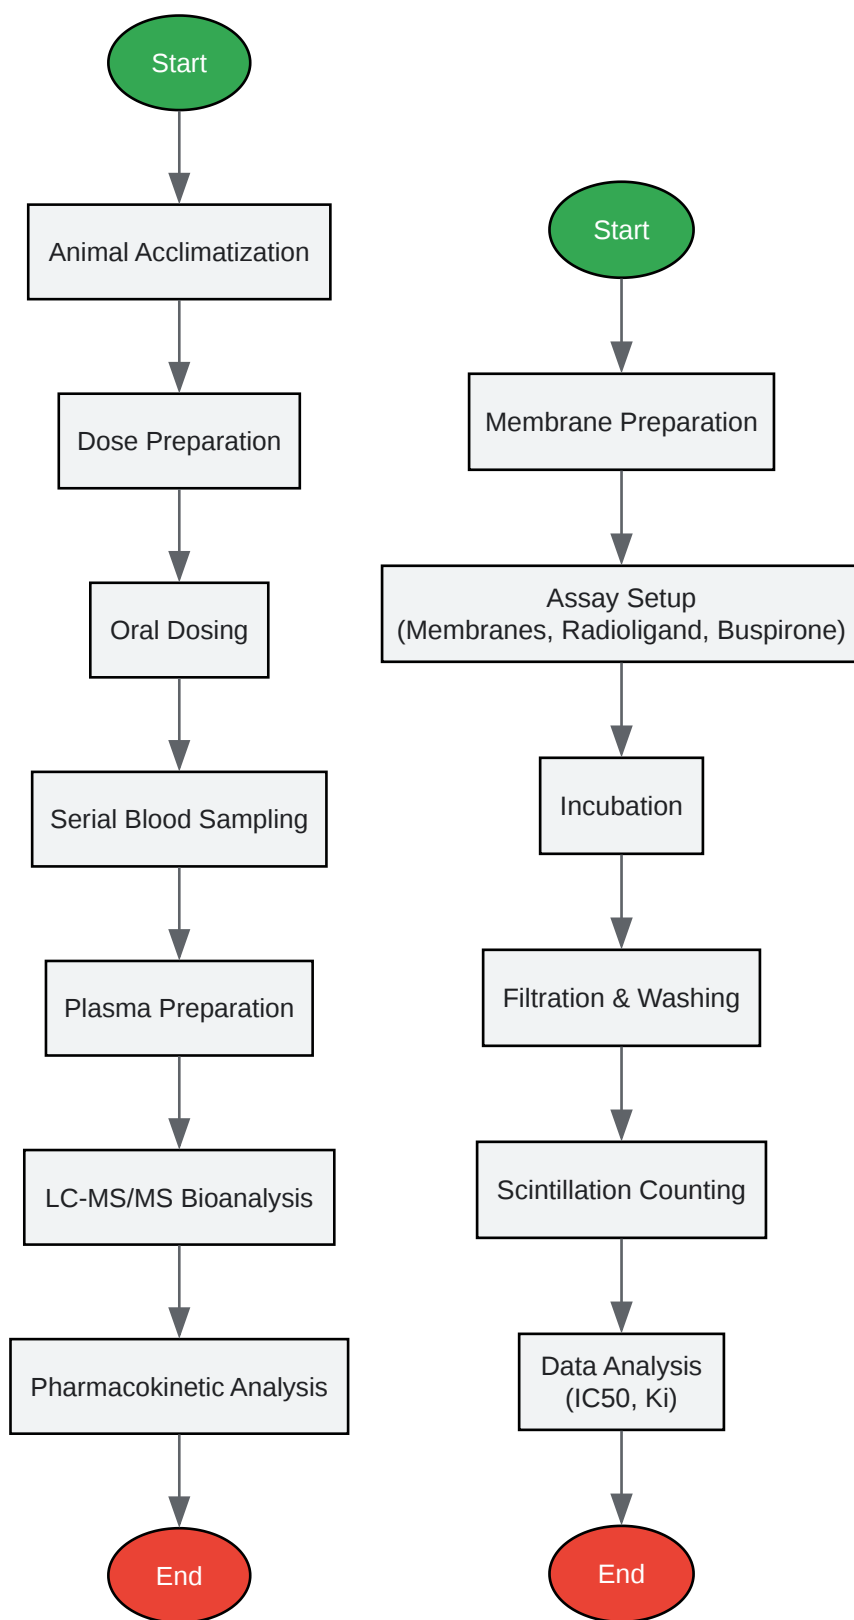 Start
Animal Acclimatization
Dose Preparation
Oral Dosing
Serial Blood Sampling
Plasma Preparation
LC-MS/MS Bioanalysis
Pharmacokinetic Analysis
End
Start
Membrane Preparation
Assay Setup
(Membranes, Radioligand, Buspirone)
Incubation
Filtration & Washing
Scintillation Counting
Data Analysis
(IC50, Ki)
End